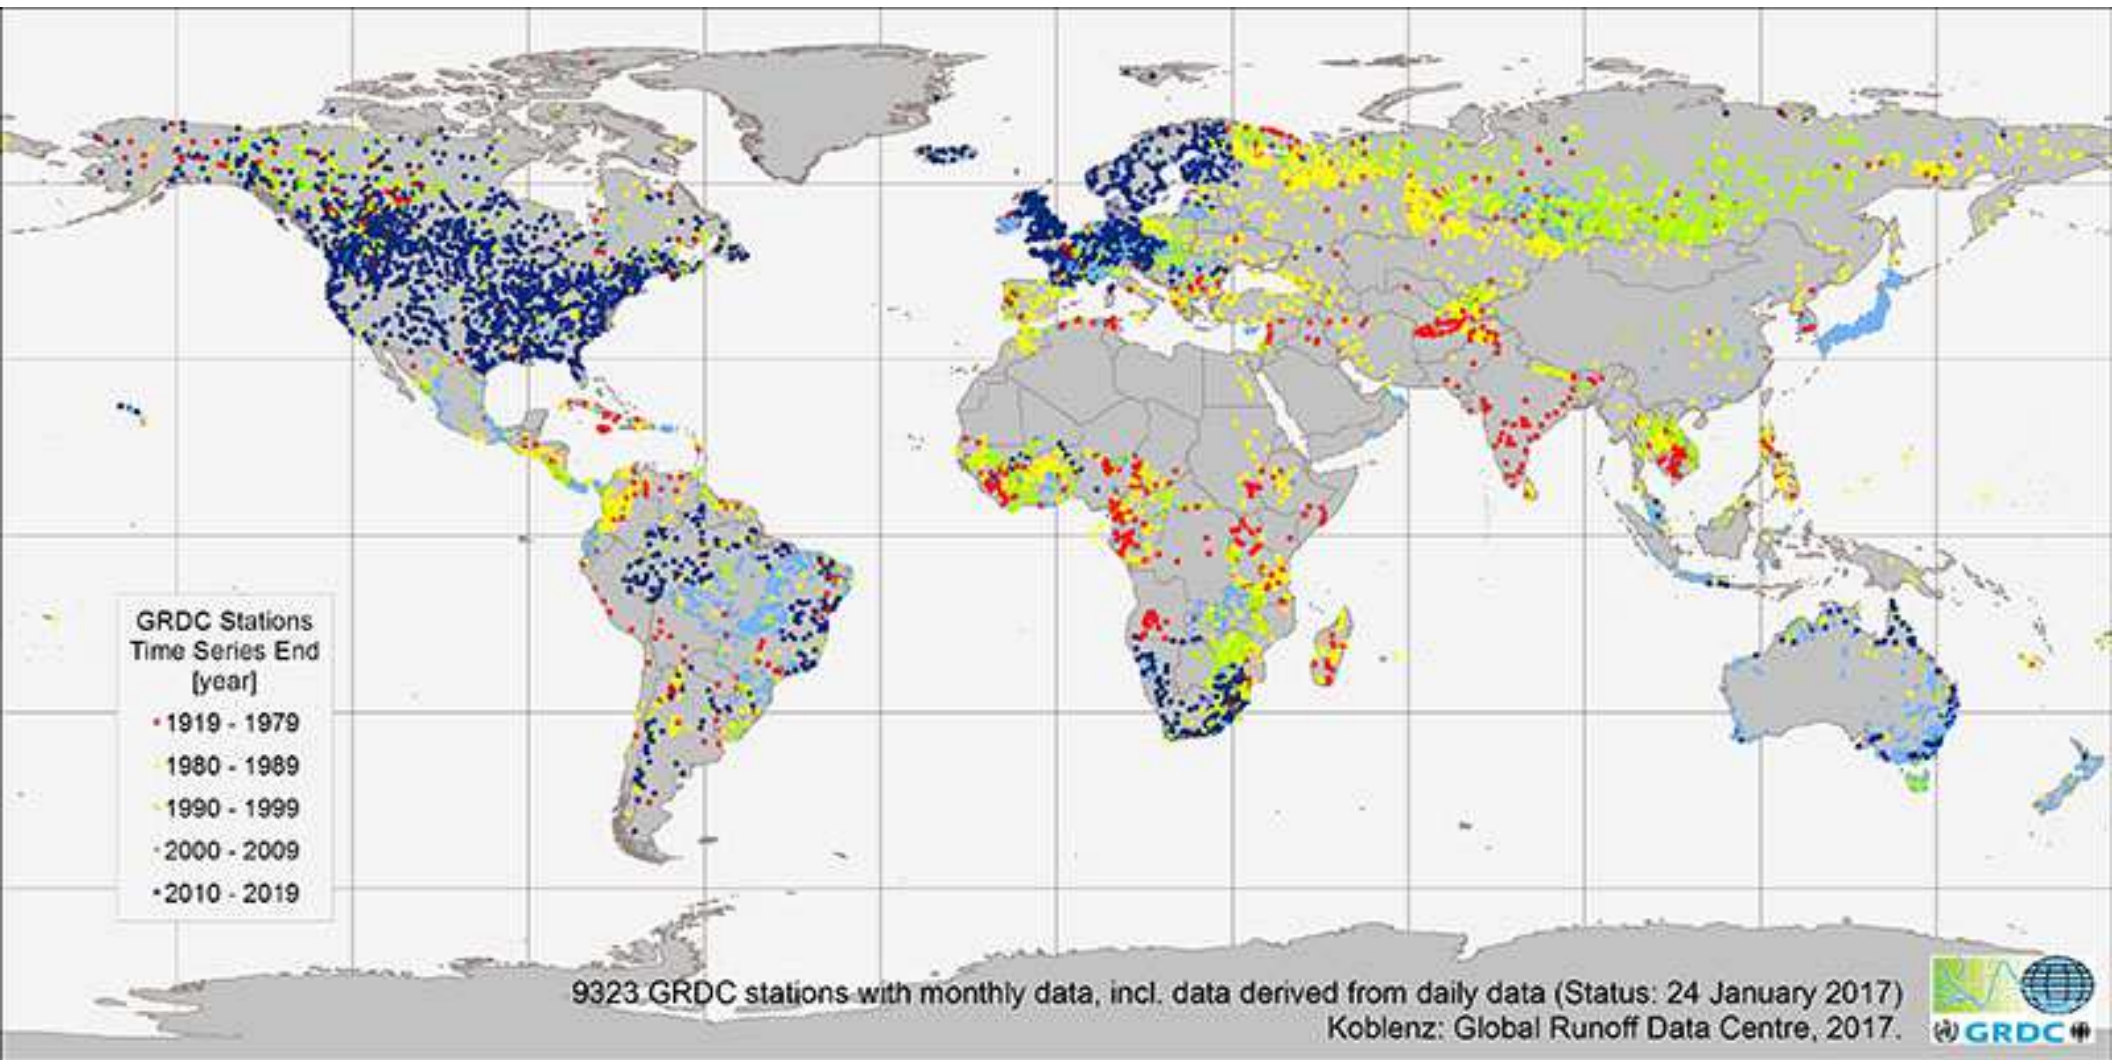 GRDC Stations
Time Series End
[year]
1919 - 1979
1980 - 1989
1990 - 1999
2000 - 2009
2010 - 2019
9323 GRDC stations with monthly data, incl. data derived from daily data (Status: 24 January 2017)
Koblenz: Global Runoff Data Centre, 2017.
GRDC